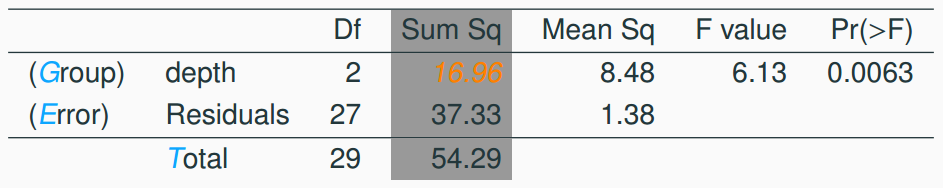 Df Sum Sq Mean Sq F value Pr(>F)
(Group) depth 2 16.96 8.48 6.13 0.0063
(Error) Residuals 27 37.33 1.38
Total 29 54.29